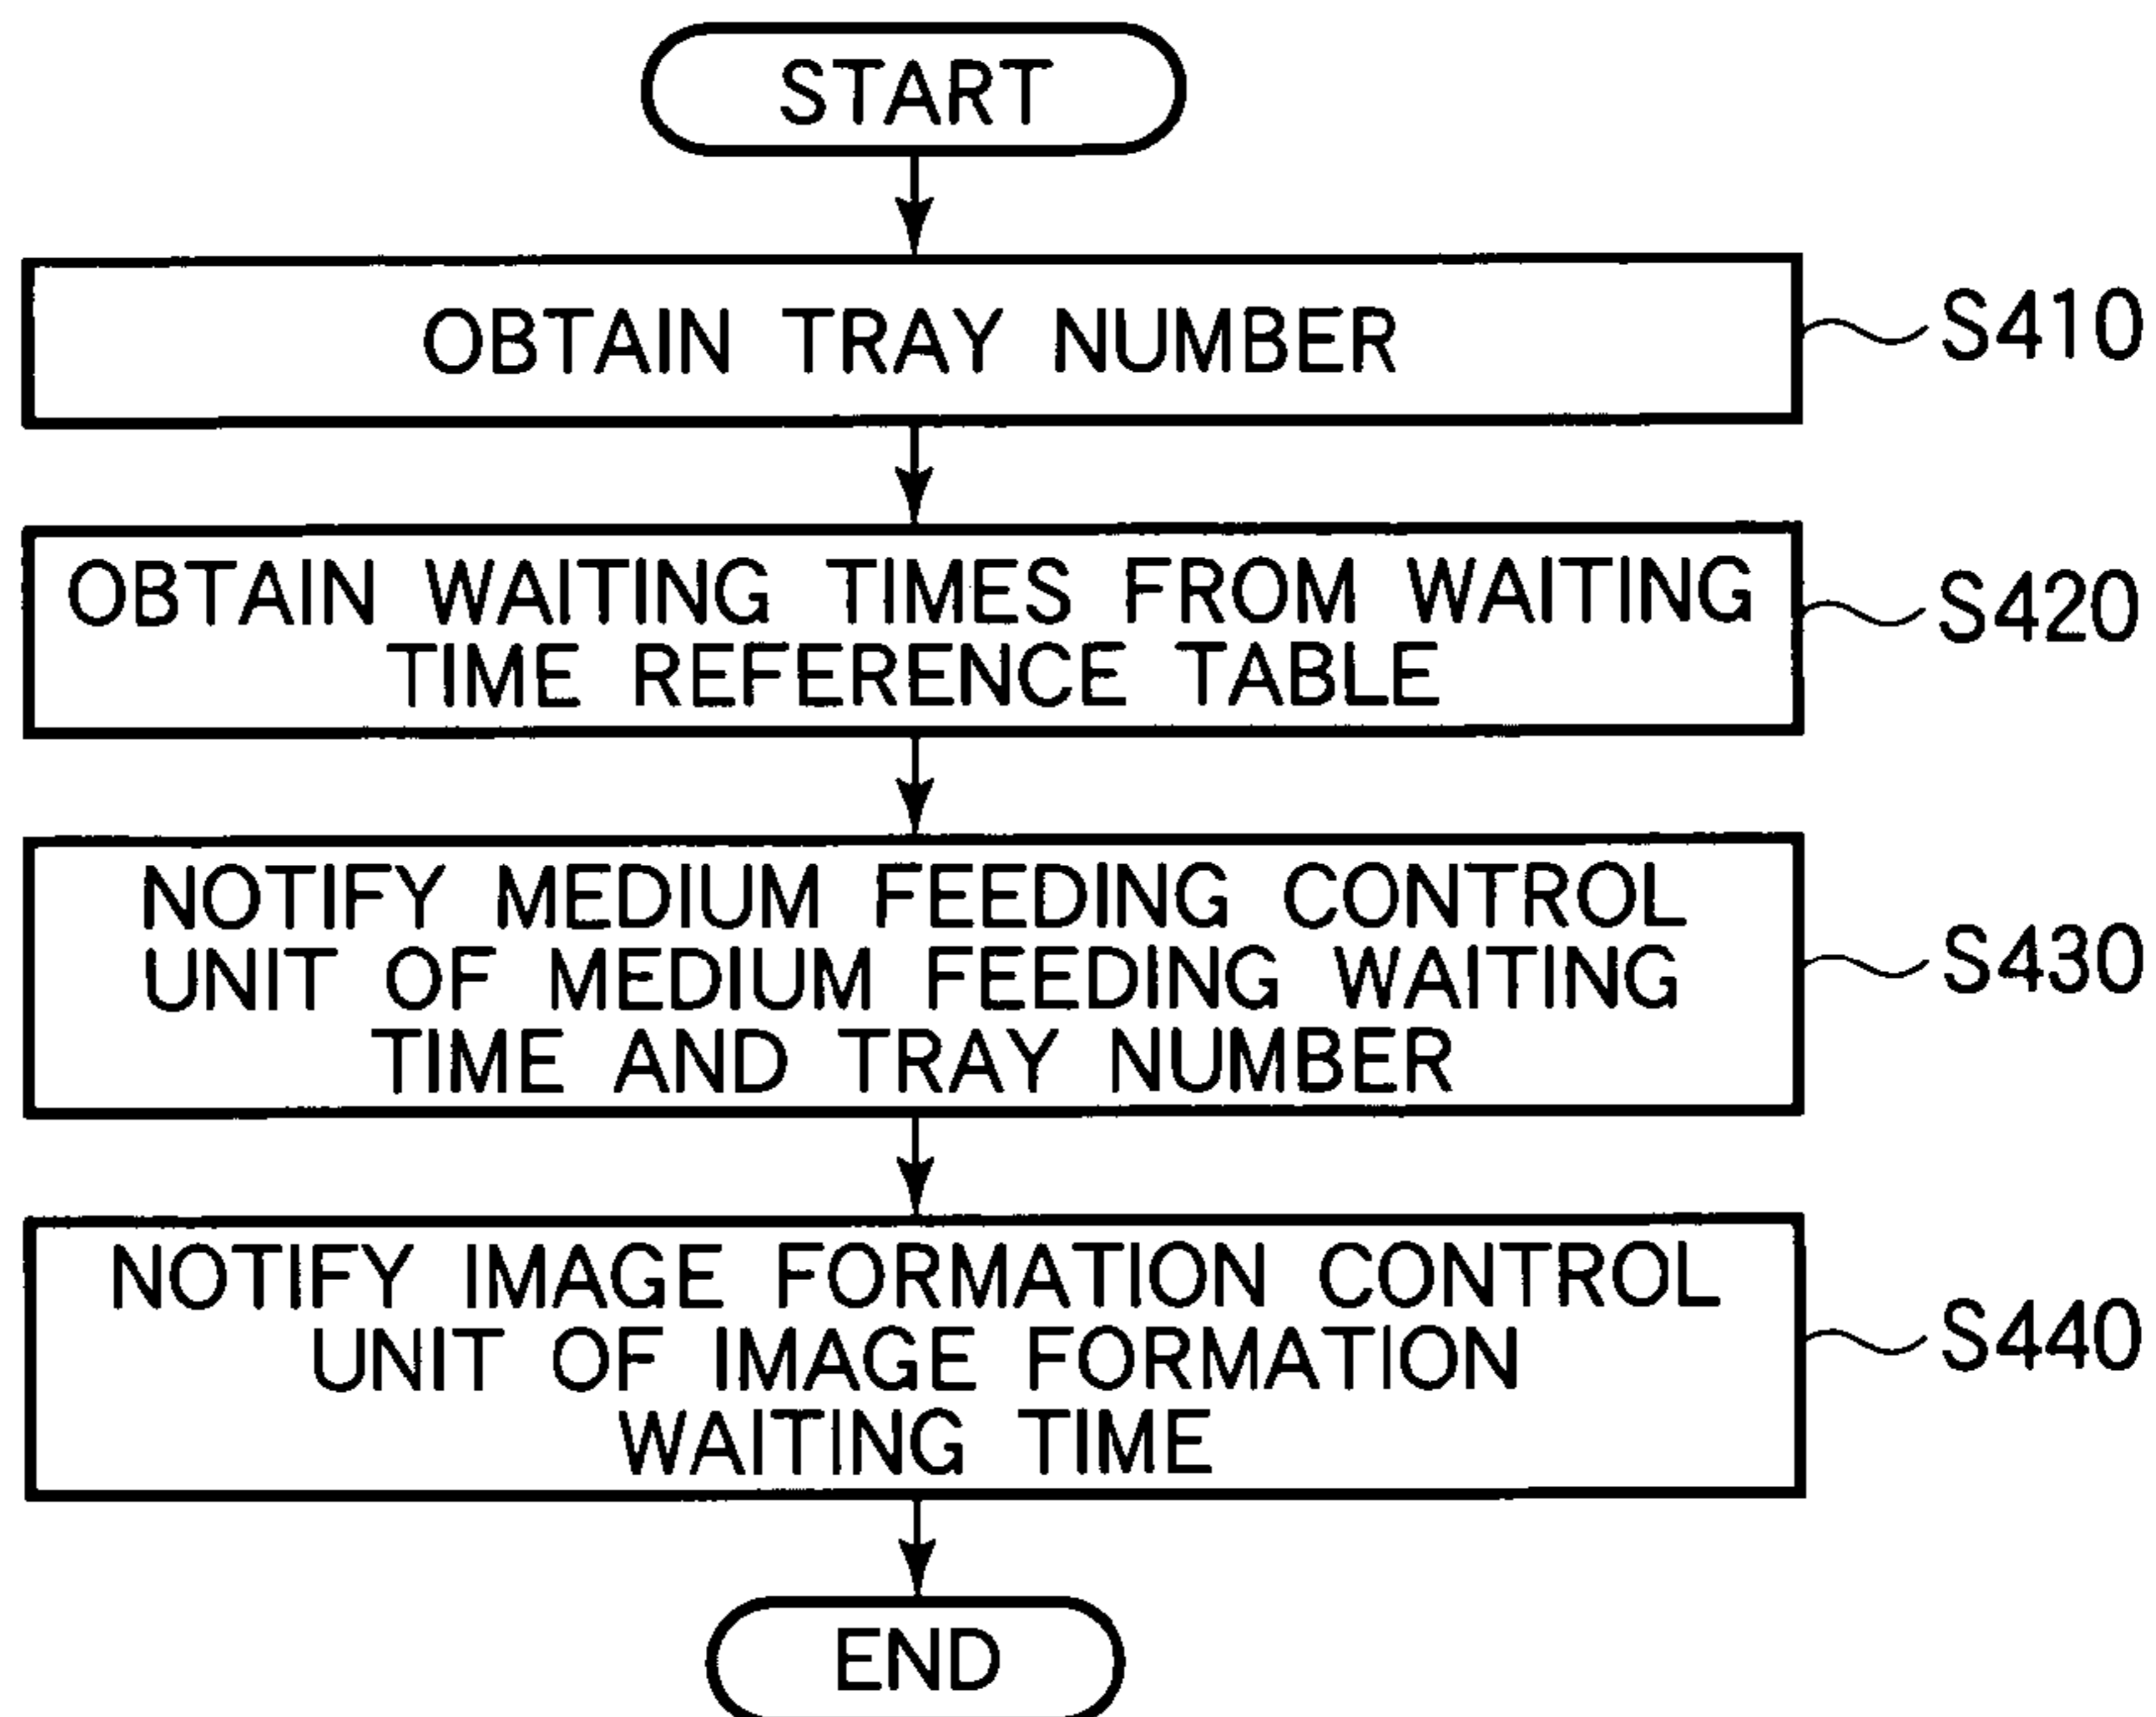 START
OBTAIN TRAY NUMBER
S410
OBTAIN WAITING TIMES FROM WAITING
TIME REFERENCE TABLE
S420
NOTIFY MEDIUM FEEDING CONTROL
UNIT OF MEDIUM FEEDING WAITING
TIME AND TRAY NUMBER
S430
NOTIFY IMAGE FORMATION CONTROL
UNIT OF IMAGE FORMATION
WAITING TIME
S440
END